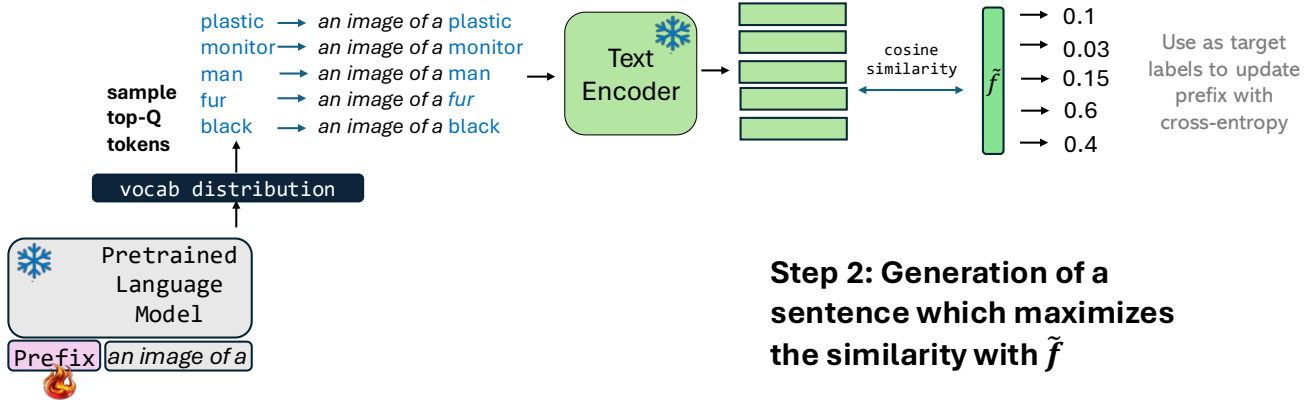 plastic
an image of a plastic
monitor
an image of a monitor
man
an image of a man
fur
an image of a fur
black
an image of a black
sample
top-Q
tokens
Text
Encoder
cosine
similarity
f̃
0.1
0.03
0.15
0.6
0.4
Use as target
labels to update
prefix with
cross-entropy
vocab distribution
Pretrained
Language
Model
Prefix
an image of a
Step 2: Generation of a
sentence which maximizes
the similarity with f̃